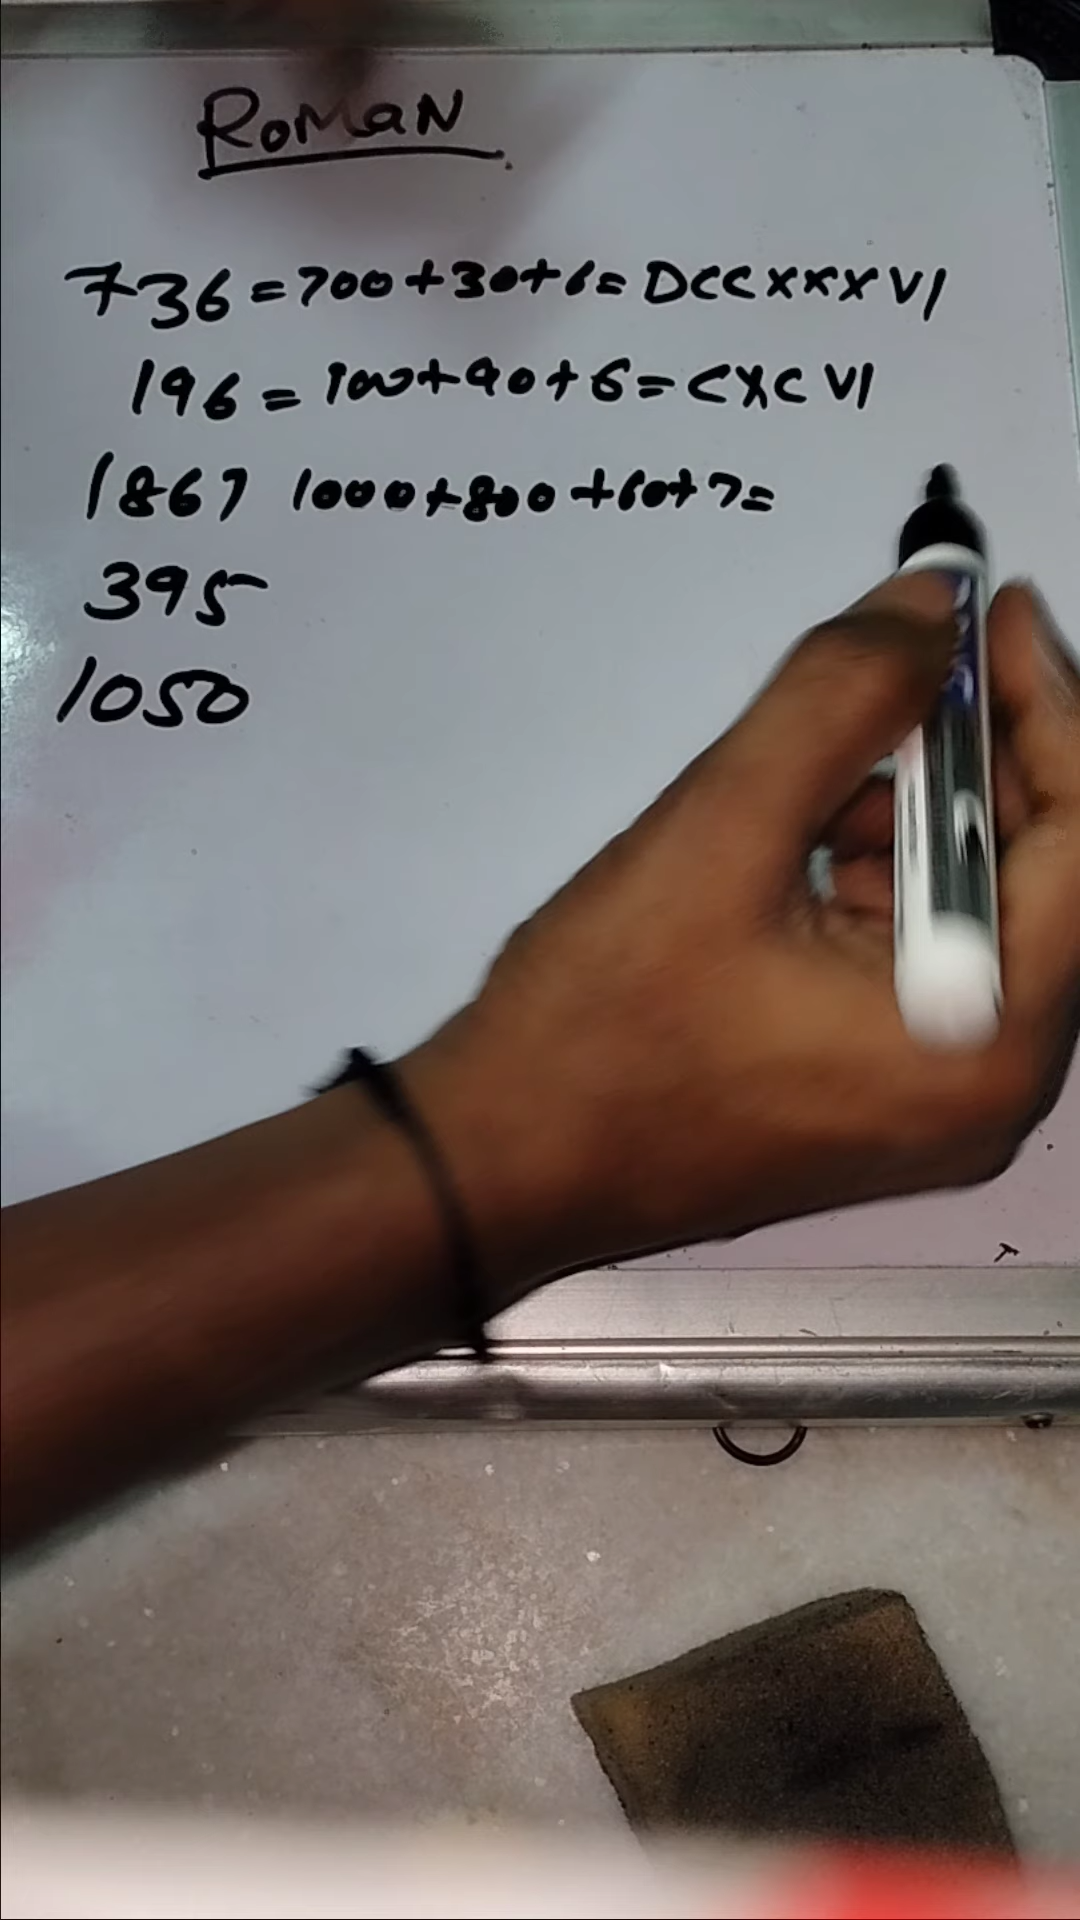 RoMaN
736 = 700 + 30 + 6 = DCCXXXVI
196 = 100 + 90 + 6 = CXCVI
1867 1000 + 800 + 60 + 7 =
395
1050